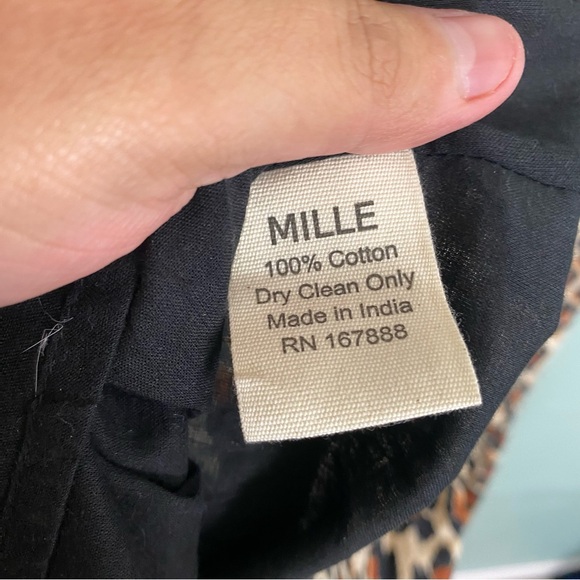 MILLE
100% Cotton
Dry Clean Only
Made in India
RN 167888